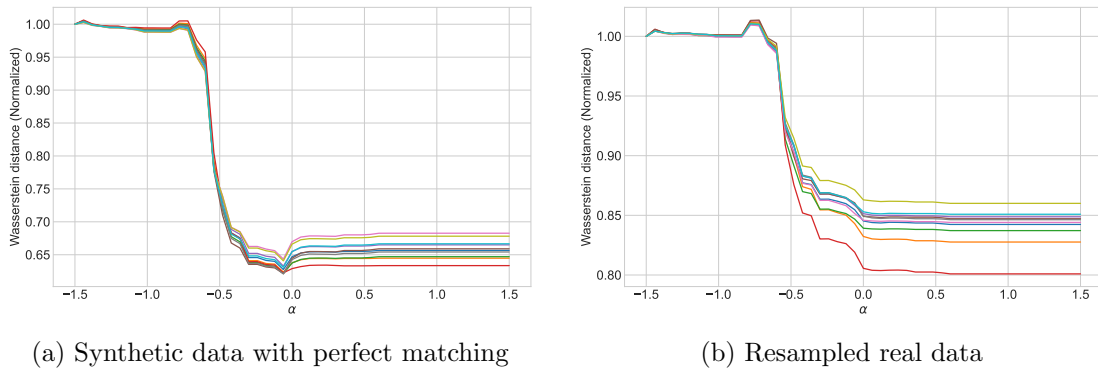 Wasserstein distance (Normalized)
1.00
0.95
0.90
0.85
0.80
0.75
0.70
0.65
−1.5 −1.0 −0.5 0.0 0.5 1.0 1.5
α
(a) Synthetic data with perfect matching
Wasserstein distance (Normalized)
1.00
0.95
0.90
0.85
0.80
−1.5 −1.0 −0.5 0.0 0.5 1.0 1.5
α
(b) Resampled real data